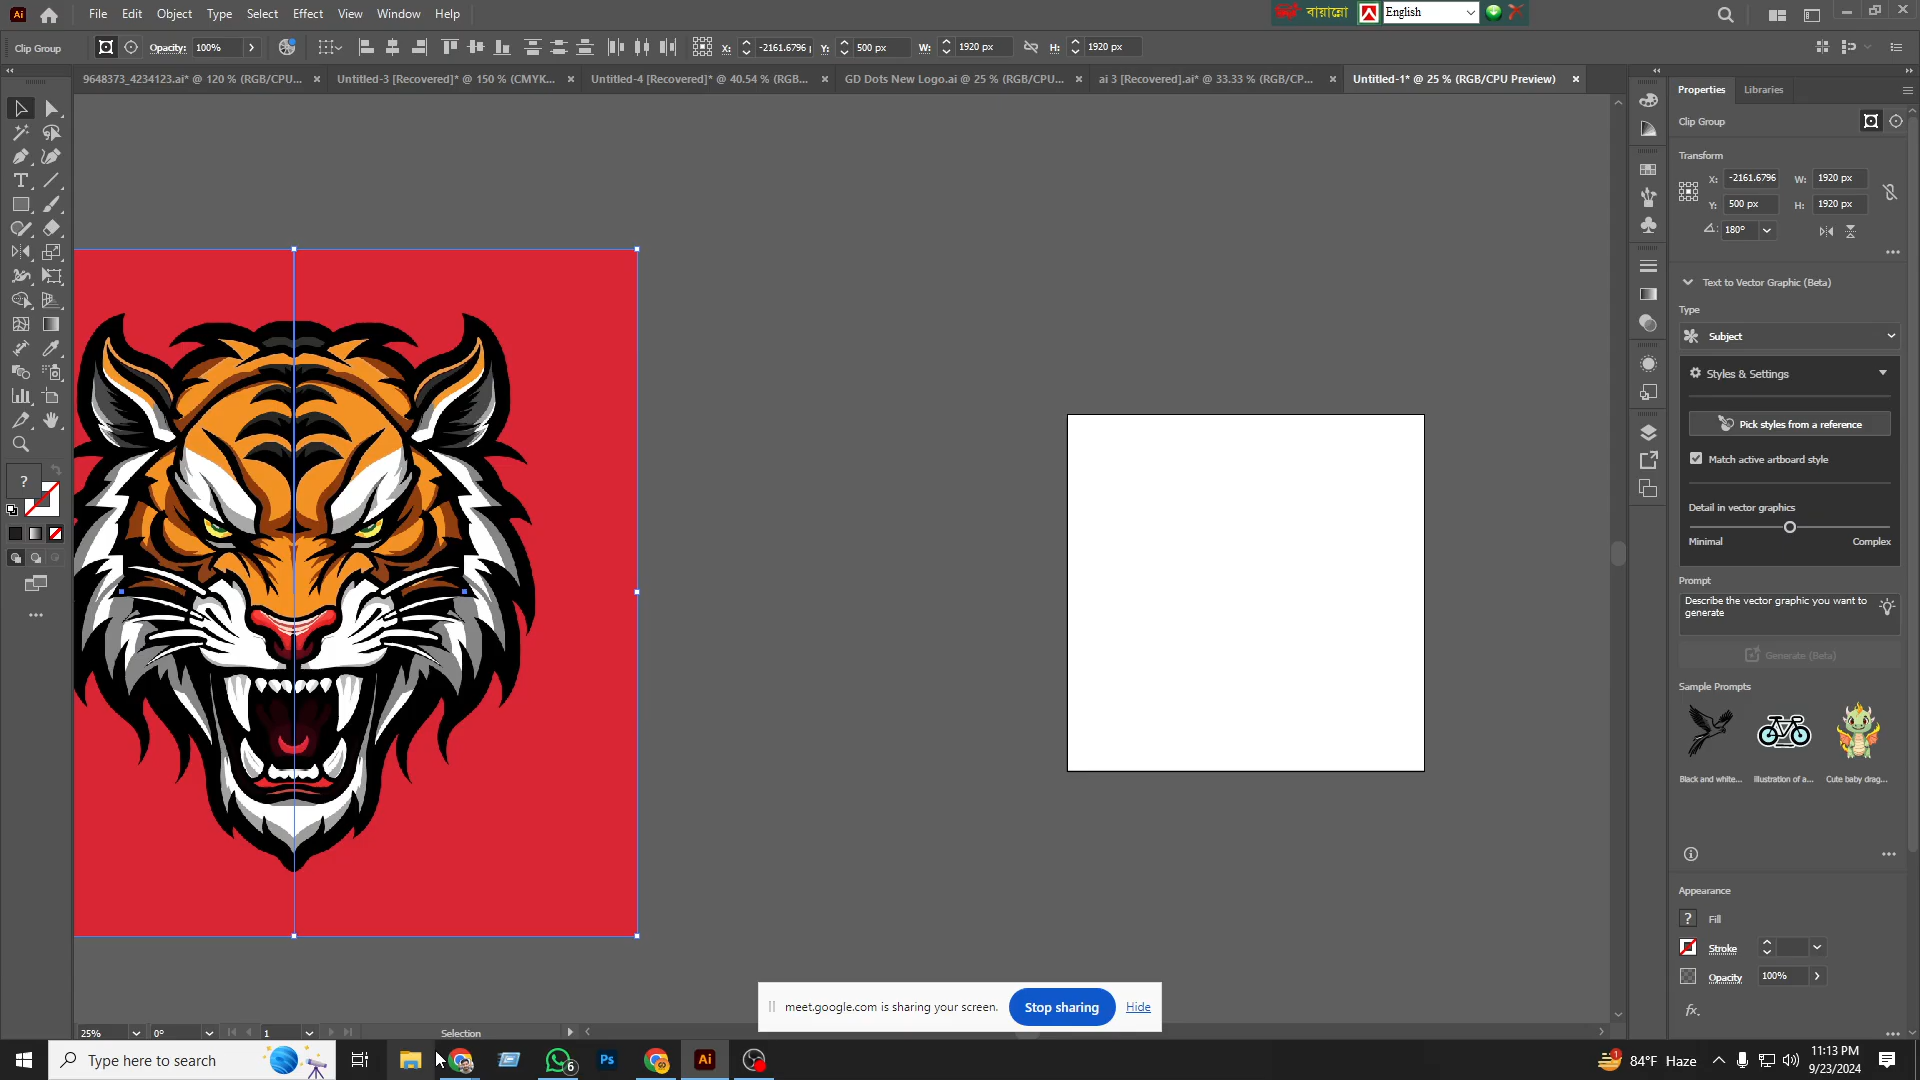 Ai File Edit Object Type Select Effect View Window Help বায়ান্নো English
Clip Group Opacity: 100% X: -2161.6796 Y: 500 px W: 1920 px H: 1920 px
9648373_4234123.ai* @ 120 % (RGB/CPU... × Untitled-3 [Recovered]* @ 150 % (CMYK... × Untitled-4 [Recovered]* @ 40.54 % (RGB... × GD Dots New Logo.ai @ 25 % (RGB/CPU... × ai 3 [Recovered].ai* @ 33.33 % (RGB/CP... × Untitled-1* @ 25 % (RGB/CPU Preview) ×
Properties Libraries
Clip Group
Transform
X: -2161.6796 W: 1920 px
Y: 500 px H: 1920 px
180°
Text to Vector Graphic (Beta)
Type
Subject
Styles & Settings
Pick styles from a reference
Match active artboard style
Detail in vector graphics
Minimal Complex
Prompt
Describe the vector graphic you want to
generate
Generate (Beta)
Sample Prompts
Black and white... Illustration of a... Cute baby drag...
Appearance
? Fill
Stroke
Opacity 100%
fx.
?
meet.google.com is sharing your screen. Stop sharing Hide
25% 0° 1 Selection
Type here to search 6 Ps Ai 1 84°F Haze 11:13 PM
9/23/2024